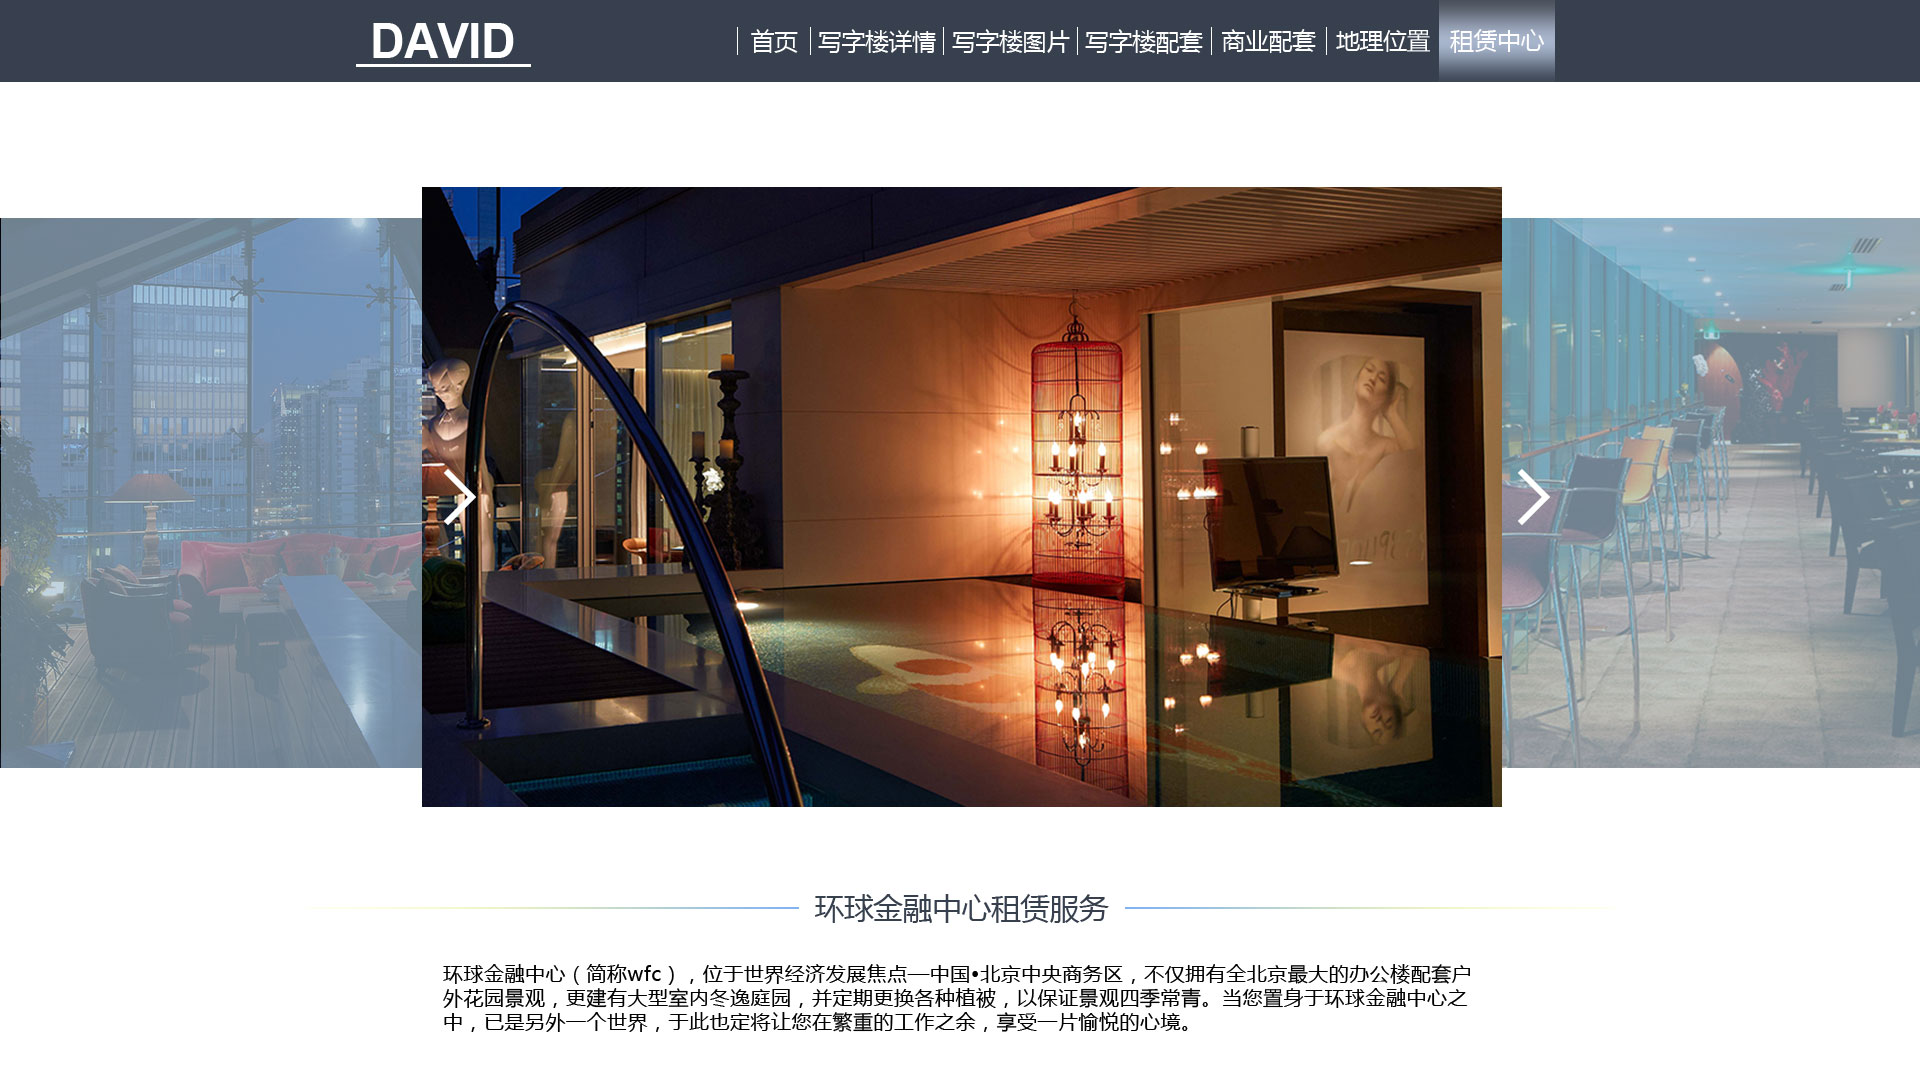 DAVID
首页 写字楼详情 写字楼图片 写字楼配套 商业配套 地理位置 租赁中心
环球金融中心租赁服务
环球金融中心（简称wfc），位于世界经济发展焦点—中国•北京中央商务区，不仅拥有全北京最大的办公楼配套户
外花园景观，更建有大型室内冬逸庭园，并定期更换各种植被，以保证景观四季常青。当您置身于环球金融中心之
中，已是另外一个世界，于此也定将让您在繁重的工作之余，享受一片愉悦的心境。